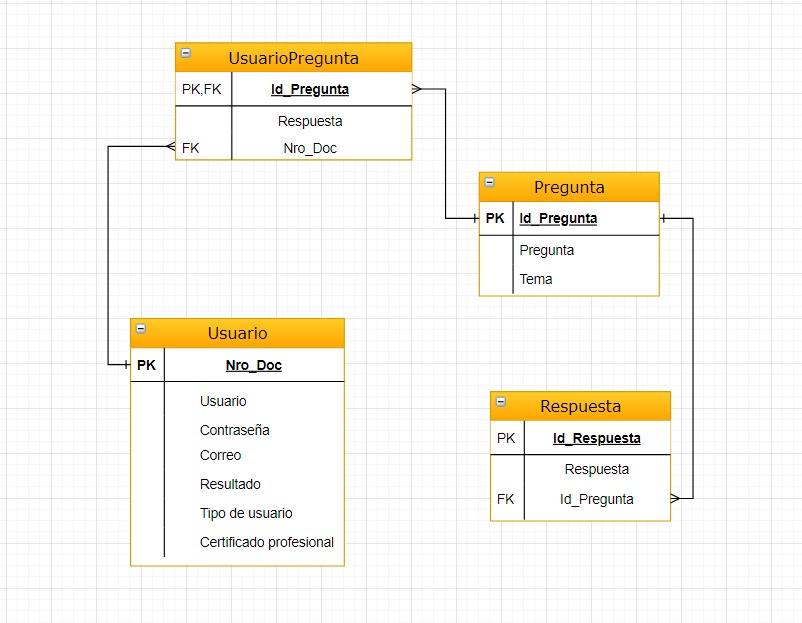 UsuarioPregunta
PK,FK Id_Pregunta
Respuesta
FK Nro_Doc
Pregunta
PK Id_Pregunta
Pregunta
Tema
Usuario
PK Nro_Doc
Usuario
Contraseña
Correo
Resultado
Tipo de usuario
Certificado profesional
Respuesta
PK Id_Respuesta
Respuesta
FK Id_Pregunta